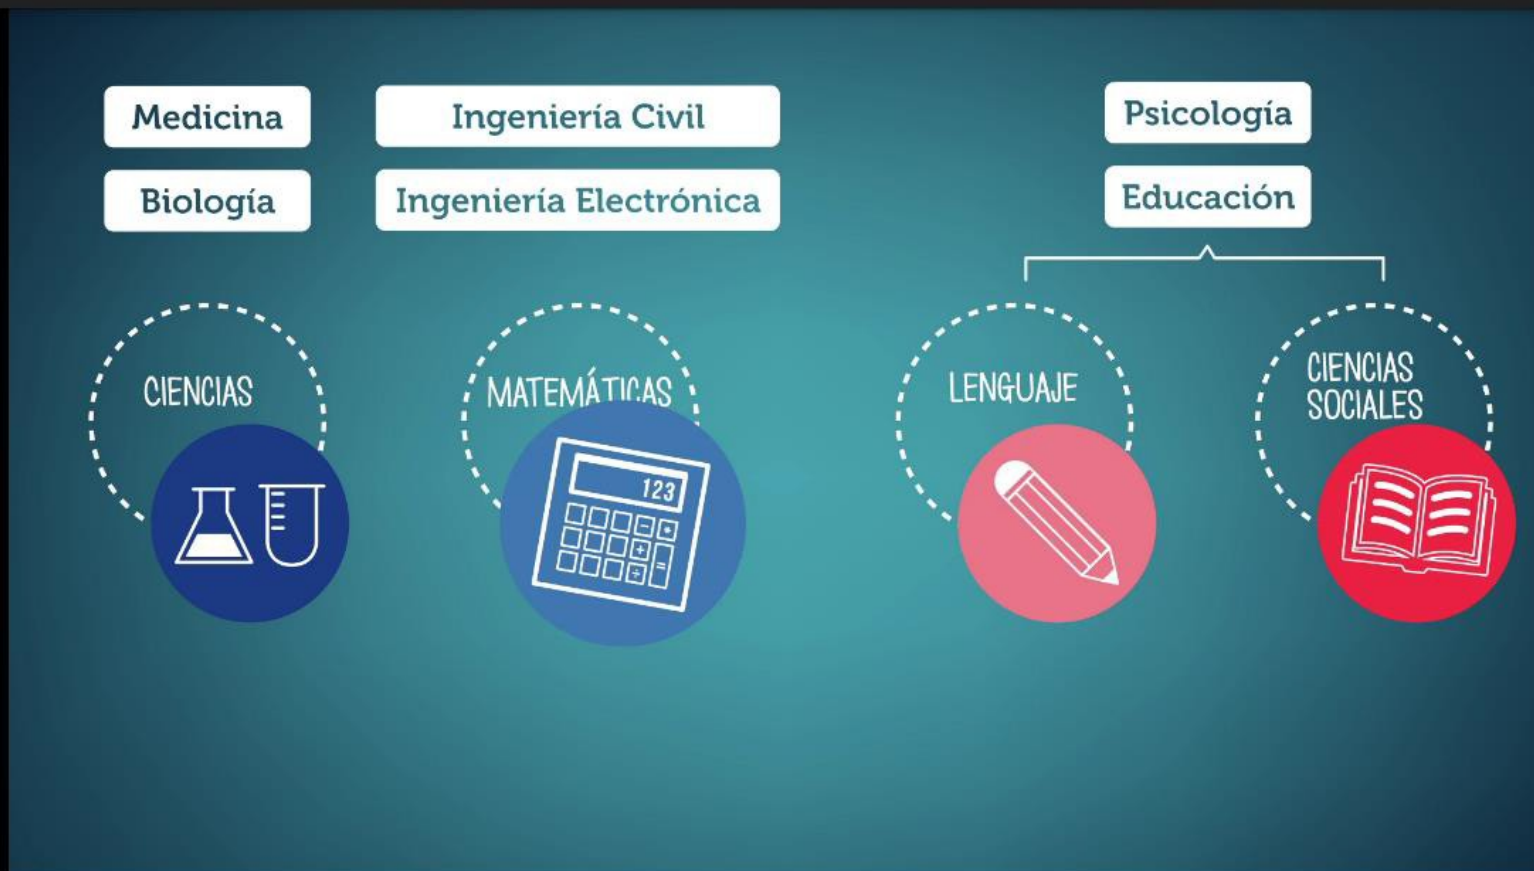 Medicina
Biología
Ingeniería Civil
Ingeniería Electrónica
Psicología
Educación
CIENCIAS
MATEMÁTICAS
123
LENGUAJE
CIENCIAS
SOCIALES